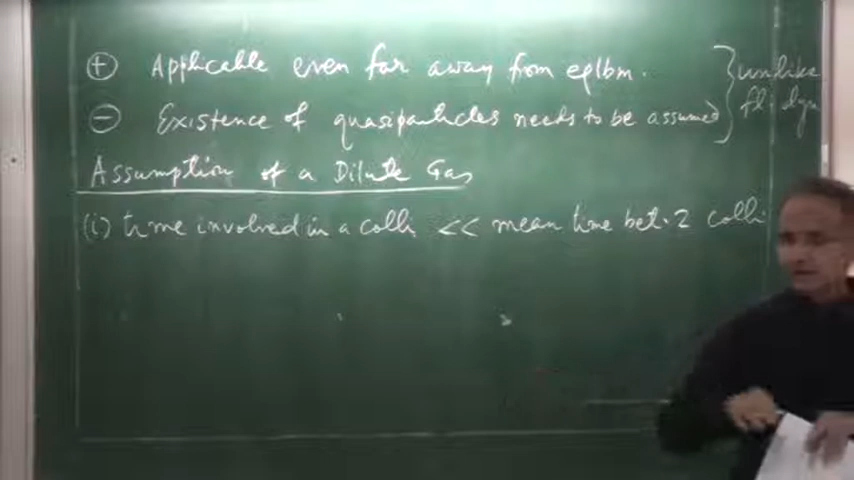 ⊕ Applicable even far away from eqlbm. } unlike
⊖ Existence of quasiparticles needs to be assumed } fl. dyn
Assumption of a Dilute Gas
(i) time involved in a colli. << mean time bet. 2 colli.